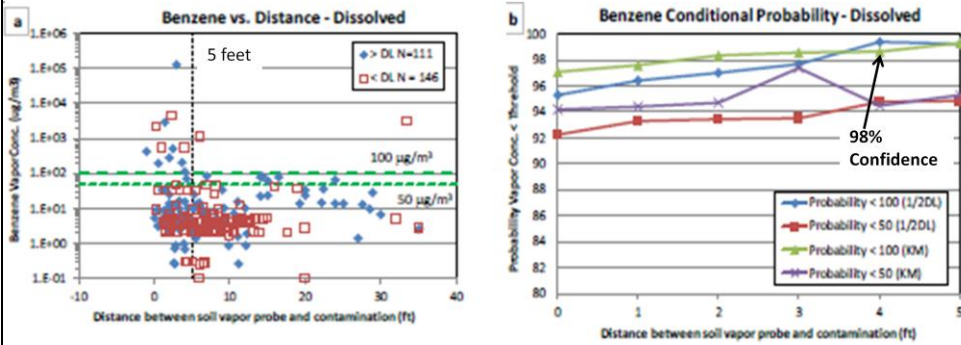 a
Benzene vs. Distance - Dissolved
Benzene Vapor Conc. (ug/m3)
1.E+06
1.E+05
1.E+04
1.E+03
1.E+02
1.E+01
1.E+00
1.E-01
5 feet
> DL N=111
< DL N = 146
100 µg/m³
50 µg/m³
-10 0 10 20 30 40
Distance between soil vapor probe and contamination (ft)
b
Benzene Conditional Probability - Dissolved
Probability Vapor Conc. < Threshold
100
98
96
94
92
90
88
86
84
82
80
98%
Confidence
Probability < 100 (1/2DL)
Probability < 50 (1/2DL)
Probability < 100 (KM)
Probability < 50 (KM)
0 1 2 3 4 5
Distance between soil vapor probe and contamination (ft)